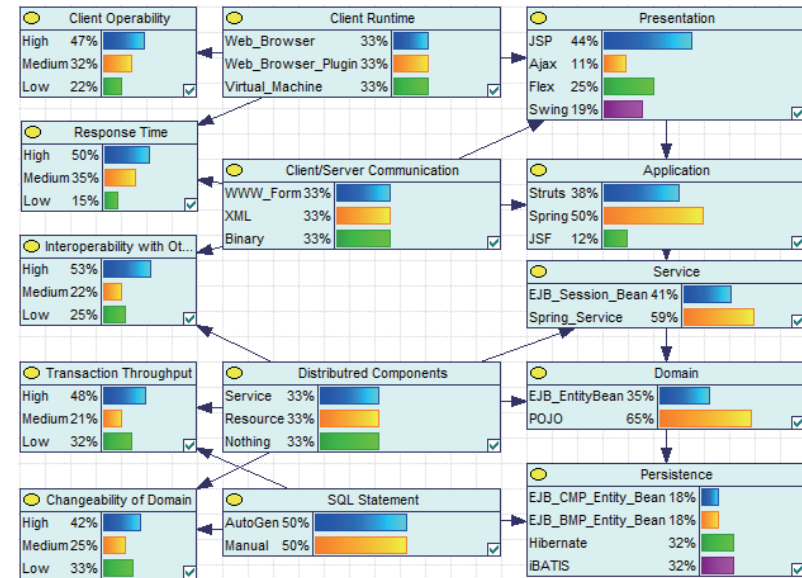 Client Operability
High 47%
Medium 32%
Low 22%
Client Runtime
Web_Browser 33%
Web_Browser_Plugin 33%
Virtual_Machine 33%
Presentation
JSP 44%
Ajax 11%
Flex 25%
Swing 19%
Response Time
High 50%
Medium 35%
Low 15%
Client/Server Communication
WWW_Form 33%
XML 33%
Binary 33%
Application
Struts 38%
Spring 50%
JSF 12%
Interoperability with Ot...
High 53%
Medium 22%
Low 25%
Service
EJB_Session_Bean 41%
Spring_Service 59%
Transaction Throughput
High 48%
Medium 21%
Low 32%
Distributred Components
Service 33%
Resource 33%
Nothing 33%
Domain
EJB_EntityBean 35%
POJO 65%
Changeability of Domain
High 42%
Medium 25%
Low 33%
SQL Statement
AutoGen 50%
Manual 50%
Persistence
EJB_CMP_Entity_Bean 18%
EJB_BMP_Entity_Bean 18%
Hibernate 32%
iBATIS 32%